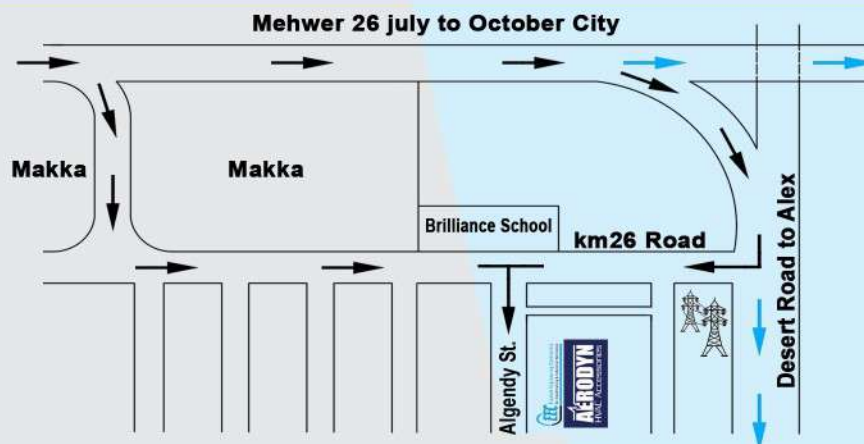 Mehwer 26 july to October City
Makka
Makka
Brilliance School
km26 Road
Desert Road to Alex
Algendy St.
EEC
AERODYN
HVAC Accessories